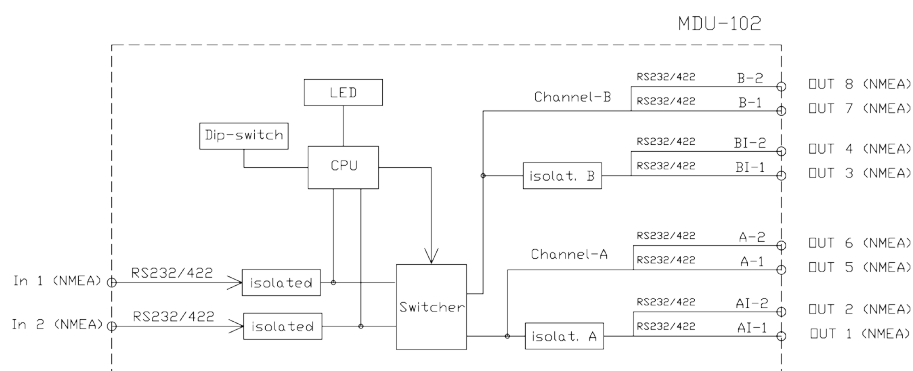 MDU-102
LED
Dip-switch
CPU
Channel-B
RS232/422 B-2 OUT 8 (NMEA)
RS232/422 B-1 OUT 7 (NMEA)
RS232/422 BI-2 OUT 4 (NMEA)
isolat. B RS232/422 BI-1 OUT 3 (NMEA)
Channel-A
RS232/422 A-2 OUT 6 (NMEA)
RS232/422 A-1 OUT 5 (NMEA)
In 1 (NMEA) RS232/422 isolated
Switcher
In 2 (NMEA) RS232/422 isolated
RS232/422 AI-2 OUT 2 (NMEA)
isolat. A RS232/422 AI-1 OUT 1 (NMEA)